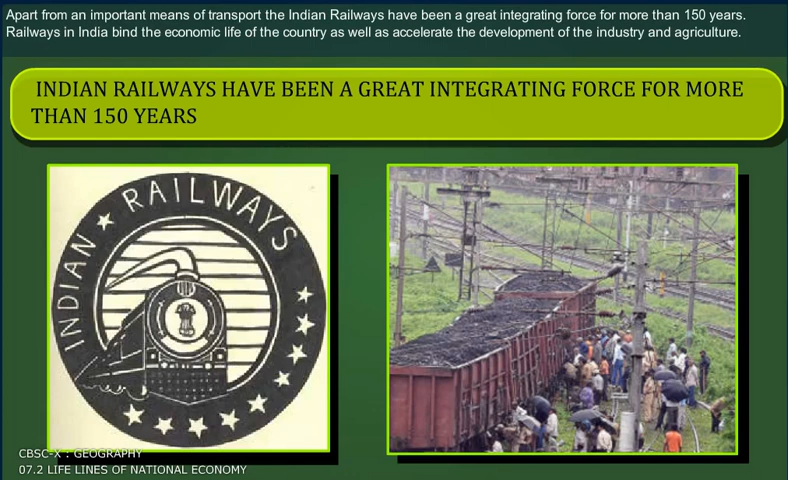 Apart from an important means of transport the Indian Railways have been a great integrating force for more than 150 years.
Railways in India bind the economic life of the country as well as accelerate the development of the industry and agriculture.
INDIAN RAILWAYS HAVE BEEN A GREAT INTEGRATING FORCE FOR MORE
THAN 150 YEARS
INDIAN RAILWAYS
CBSC-X : GEOGRAPHY
07.2 LIFE LINES OF NATIONAL ECONOMY